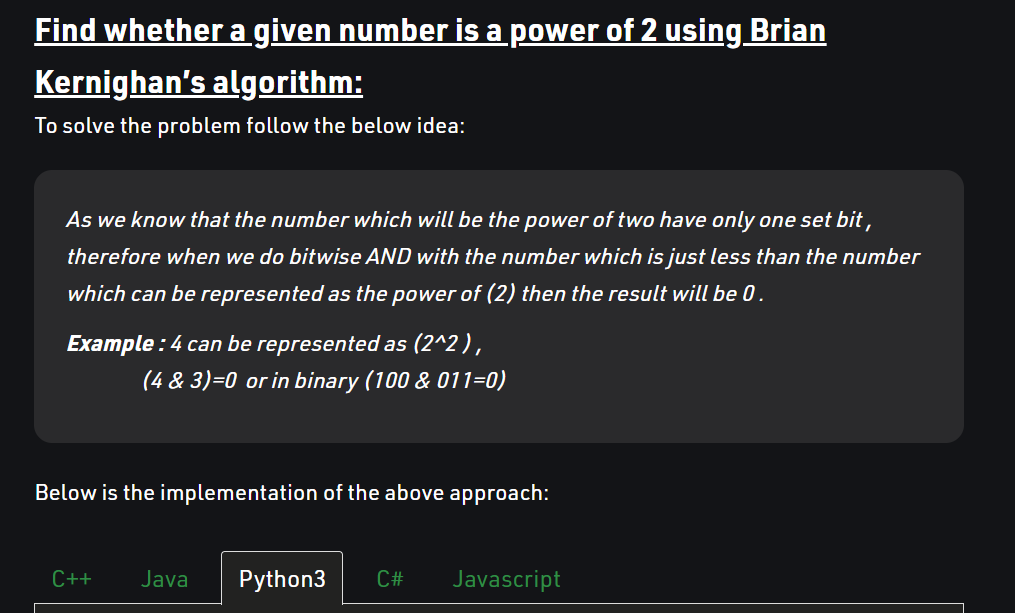 Find whether a given number is a power of 2 using Brian
Kernighan’s algorithm:
To solve the problem follow the below idea:
As we know that the number which will be the power of two have only one set bit ,
therefore when we do bitwise AND with the number which is just less than the number
which can be represented as the power of (2) then the result will be 0 .
Example : 4 can be represented as (2^2 ) ,
(4 & 3)=0 or in binary (100 & 011=0)
Below is the implementation of the above approach:
C++ Java Python3 C# Javascript